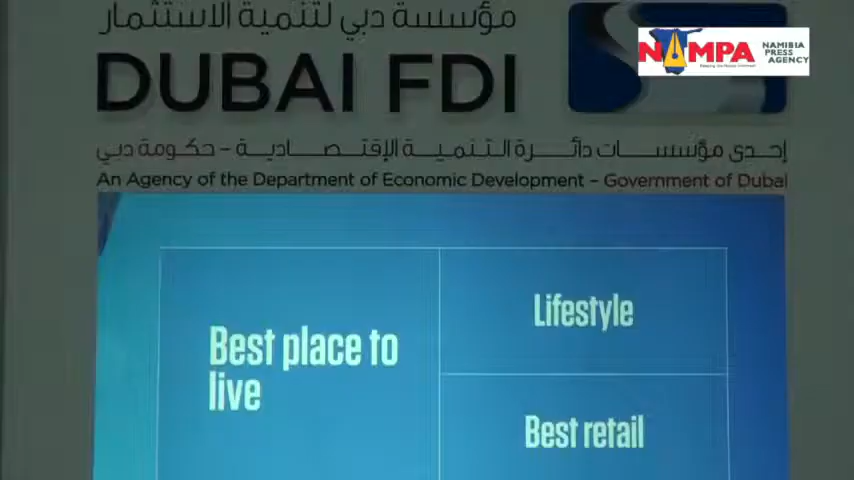 مؤسسة دبي لتنمية الاستثمار
DUBAI FDI
NAMPA
NAMIBIA
PRESS
AGENCY
إحدى مؤسسات دائرة التنمية الإقتصادية - حكومة دبي
An Agency of the Department of Economic Development – Government of Dubai
Best place to
live
Lifestyle
Best retail